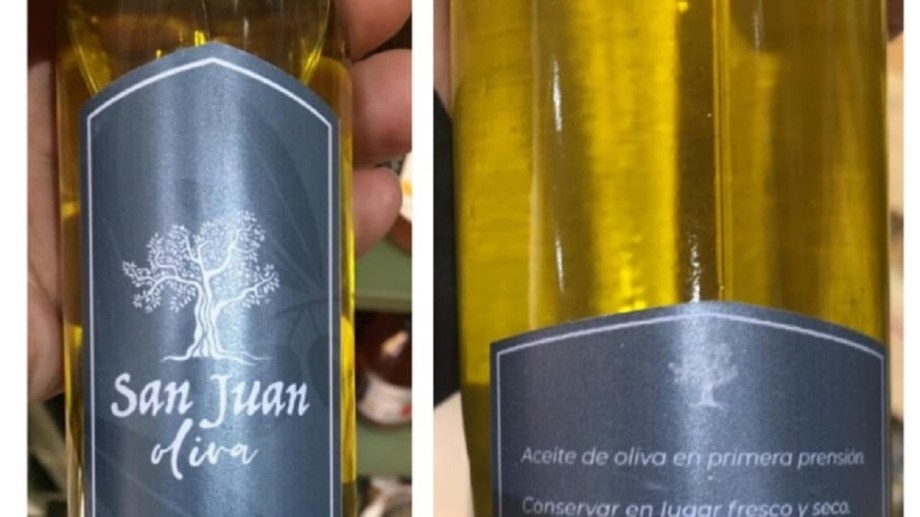 San Juan
oliva
Aceite de oliva en primera prensión.
Conservar en lugar fresco y seco.